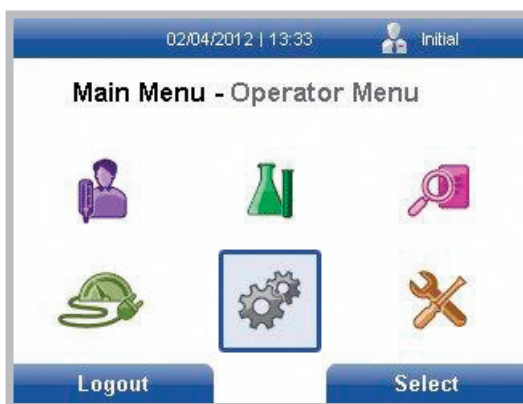 02/04/2012 | 13:33 Initial
Main Menu - Operator Menu
Logout Select